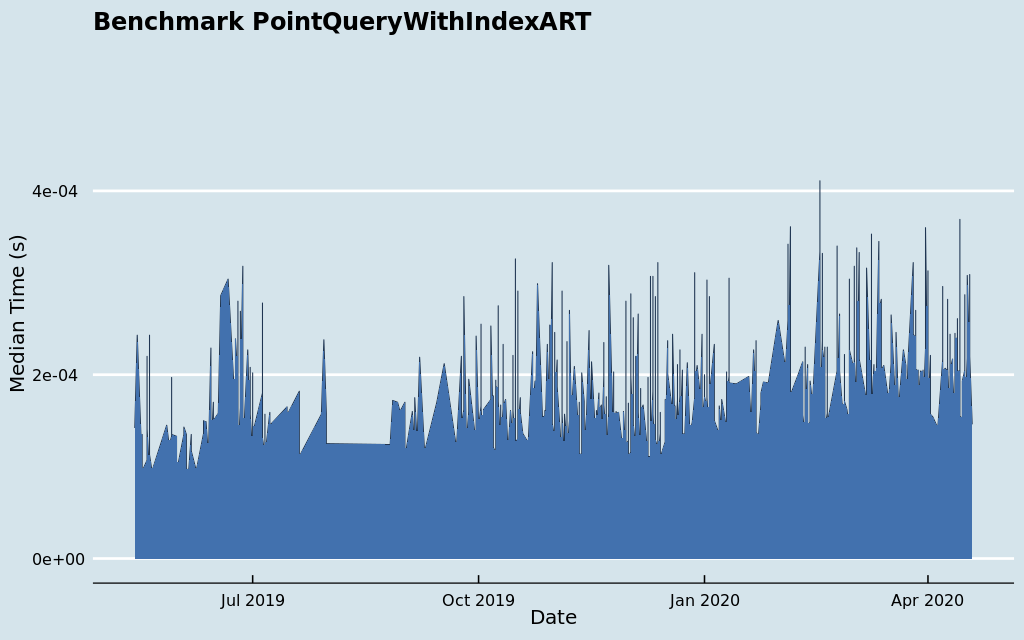 Benchmark PointQueryWithIndexART
4e-04
2e-04
0e+00
Median Time (s)
Jul 2019
Oct 2019
Jan 2020
Apr 2020
Date